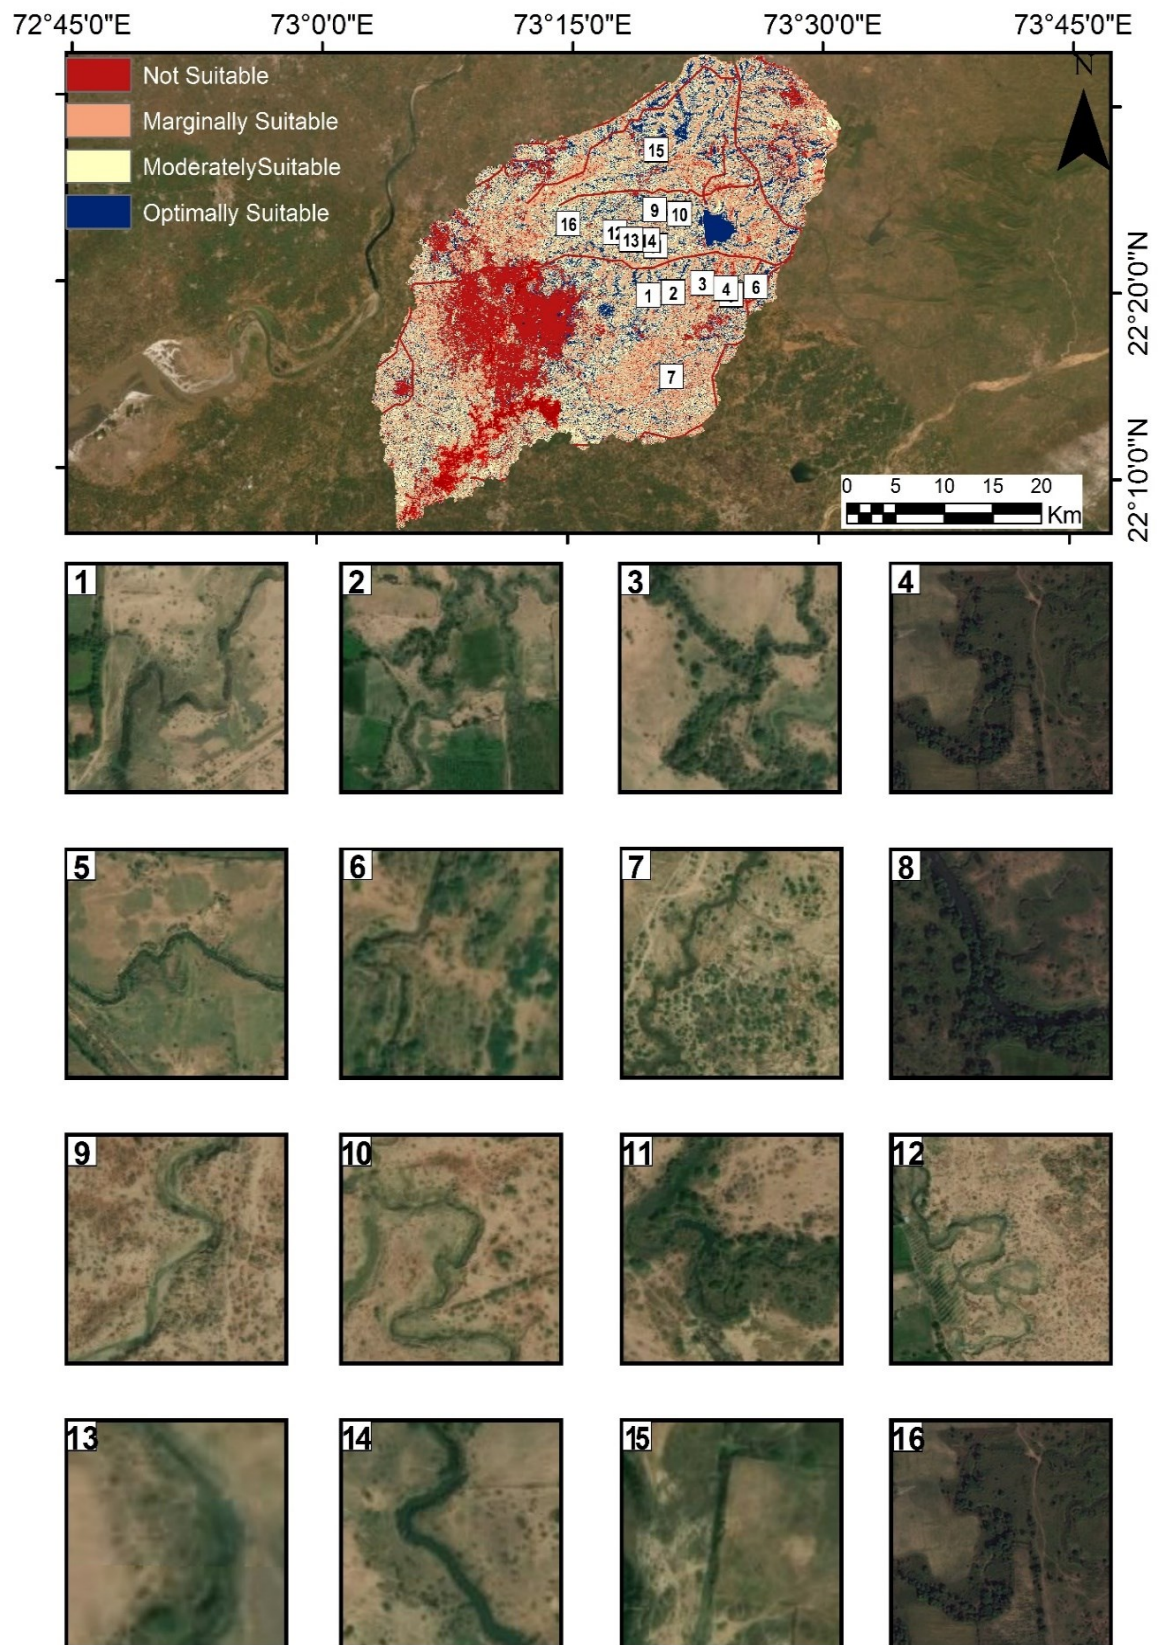 72°45'0"E 73°0'0"E 73°15'0"E 73°30'0"E 73°45'0"E
N
Not Suitable
Marginally Suitable
ModeratelySuitable
Optimally Suitable
15
9 10
16
12 13 14
3 4 6
1 2
7
22°20'0"N
22°10'0"N
0 5 10 15 20
Km
1 2 3 4
5 6 7 8
9 10 11 12
13 14 15 16